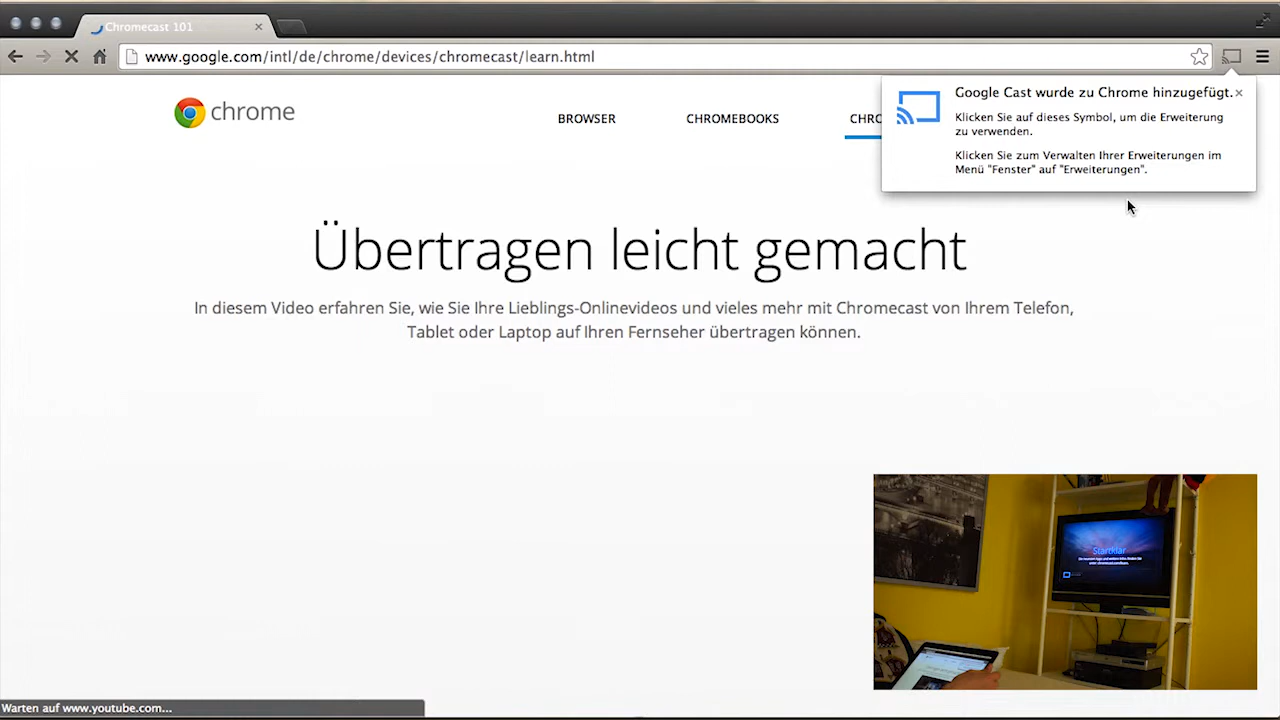 Chromecast 101
www.google.com/intl/de/chrome/devices/chromecast/learn.html
chrome
BROWSER
CHROMEBOOKS
Google Cast wurde zu Chrome hinzugefügt.
Klicken Sie auf dieses Symbol, um die Erweiterung
zu verwenden.
Klicken Sie zum Verwalten Ihrer Erweiterungen im
Menü "Fenster" auf "Erweiterungen".
Übertragen leicht gemacht
In diesem Video erfahren Sie, wie Sie Ihre Lieblings-Onlinevideos und vieles mehr mit Chromecast von Ihrem Telefon,
Tablet oder Laptop auf Ihren Fernseher übertragen können.
Startklar
Warten auf www.youtube.com...